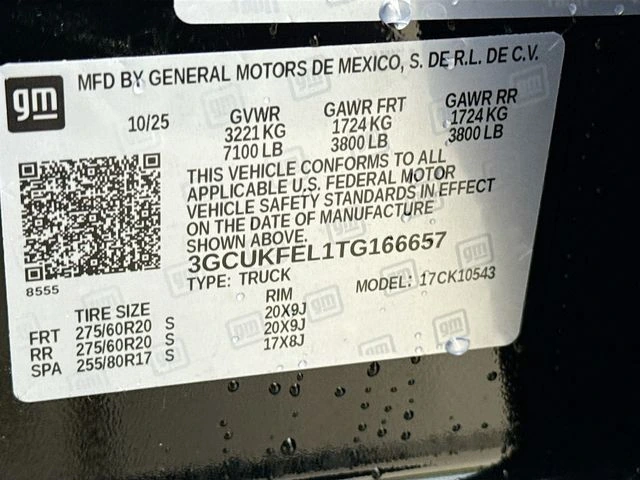 gm
MFD BY GENERAL MOTORS DE MEXICO, S. DE R.L. DE C.V.
10/25 GVWR GAWR FRT GAWR RR
3221 KG 1724 KG 1724 KG
7100 LB 3800 LB 3800 LB
THIS VEHICLE CONFORMS TO ALL
APPLICABLE U.S. FEDERAL MOTOR
VEHICLE SAFETY STANDARDS IN EFFECT
ON THE DATE OF MANUFACTURE
SHOWN ABOVE.
3GCUKFEL1TG166657
8555
TYPE: TRUCK MODEL: 17CK10543
TIRE SIZE RIM
FRT 275/60R20 S 20X9J
RR 275/60R20 S 20X9J
SPA 255/80R17 S 17X8J